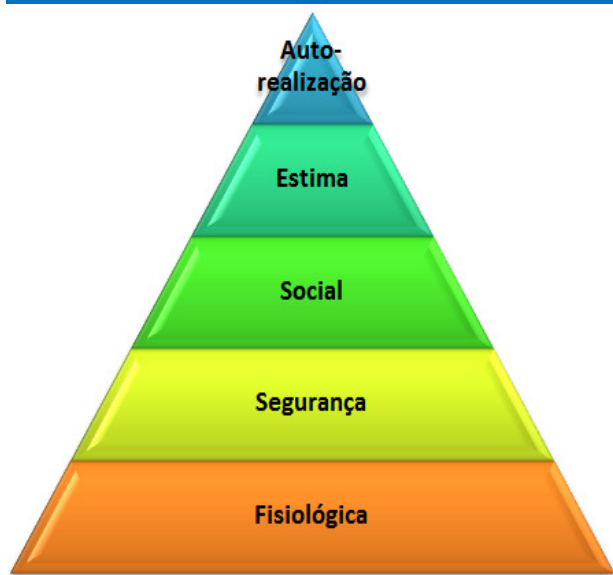 Auto-
realização
Estima
Social
Segurança
Fisiológica